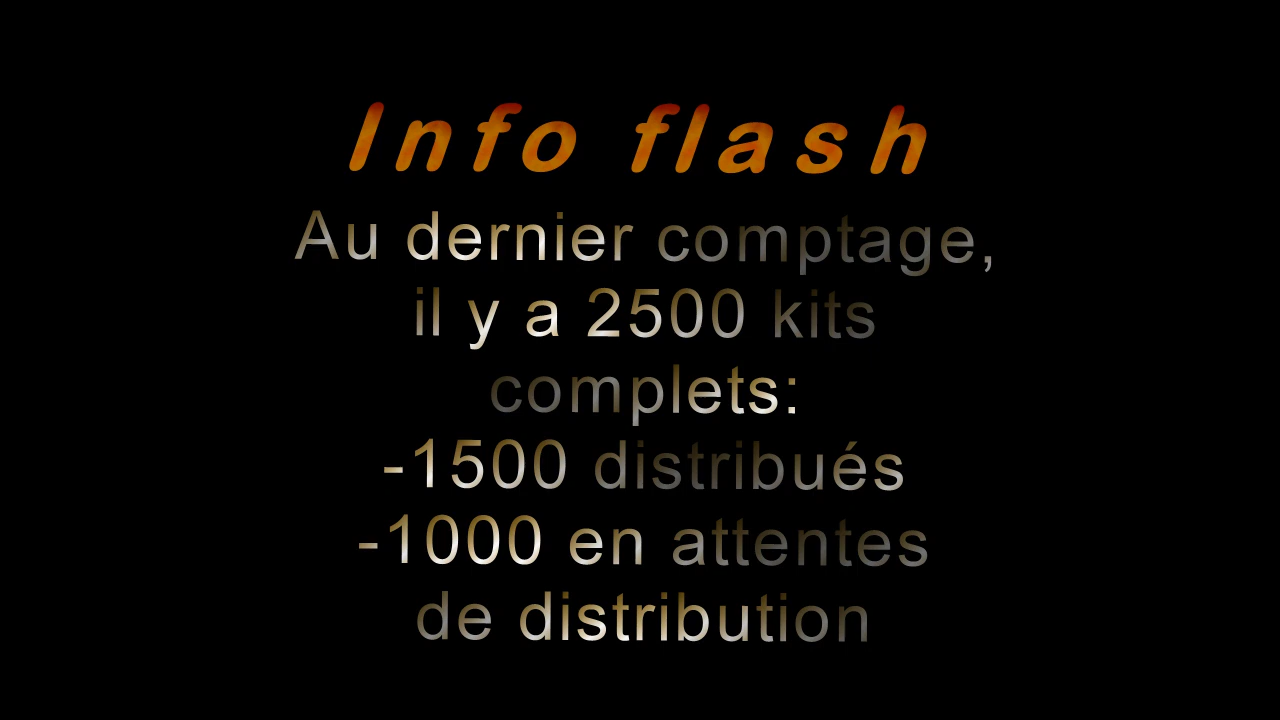 Info flash
Au dernier comptage,
il y a 2500 kits
complets:
-1500 distribués
-1000 en attentes
de distribution